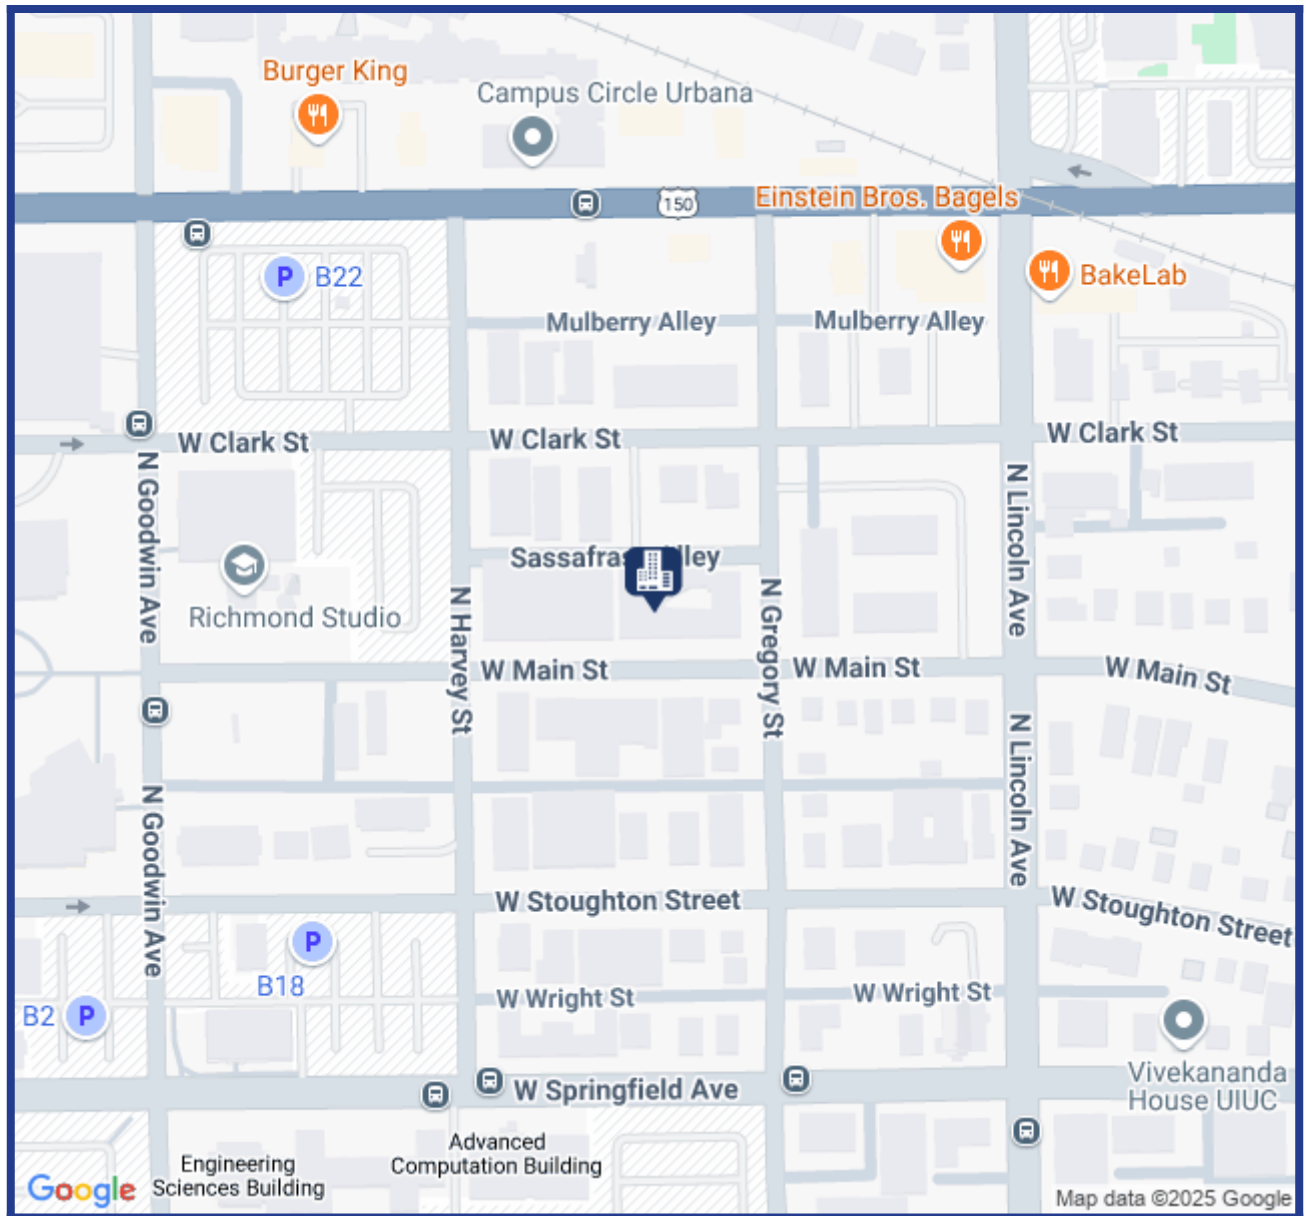 Burger King
Campus Circle Urbana
150
Einstein Bros. Bagels
P
B22
BakeLab
Mulberry Alley
Mulberry Alley
W Clark St
W Clark St
W Clark St
N Goodwin Ave
N Lincoln Ave
Sassafras Alley
Richmond Studio
N Harvey St
N Gregory St
W Main St
W Main St
W Main St
N Lincoln Ave
N Goodwin Ave
W Stoughton Street
W Stoughton Street
P
B18
B2
P
W Wright St
W Wright St
Vivekananda
House UIUC
W Springfield Ave
Advanced
Computation Building
Engineering
Sciences Building
Google
Map data ©2025 Google